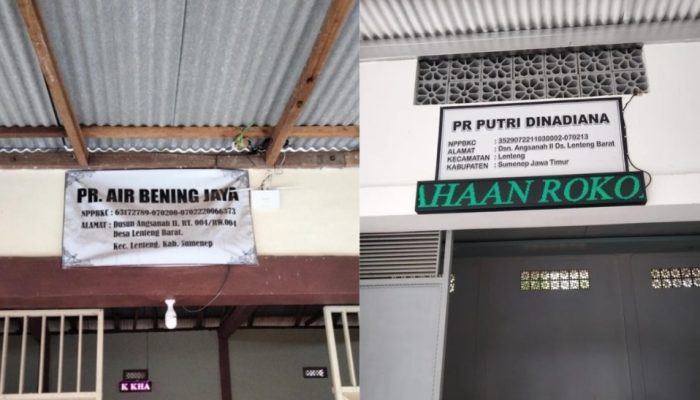 PR. AIR BENING JAYA
NPPBKC : 63172789-070200-0702220066373
ALAMAT : Dusun Angsanah II. RT. 004/RW.004
Desa Lenteng Barat.
Kec. Lenteng, Kab. Sumenep
K KHA
PR PUTRI DINADIANA
NPPBKC : 3529072211030002-070213
ALAMAT : Dsn. Angsanah II Ds. Lenteng Barat
KECAMATAN : Lenteng
KABUPATEN : Sumenep Jawa Timur
AHAAN ROKO